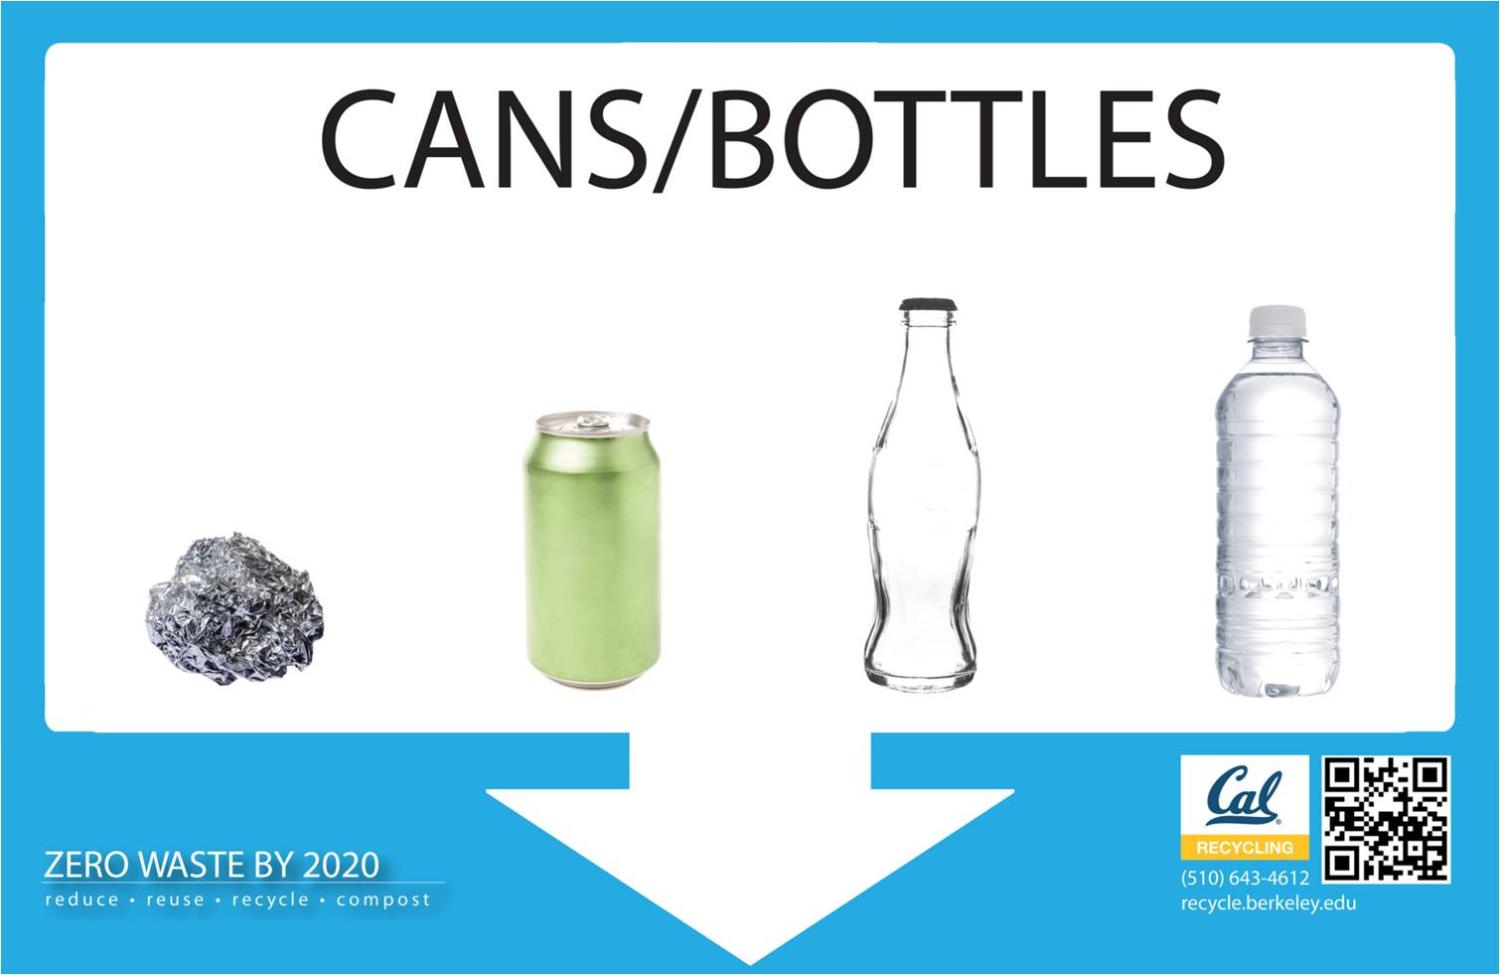 CANS/BOTTLES
ZERO WASTE BY 2020
reduce • reuse • recycle • compost
Cal
RECYCLING
(510) 643-4612
recycle.berkeley.edu